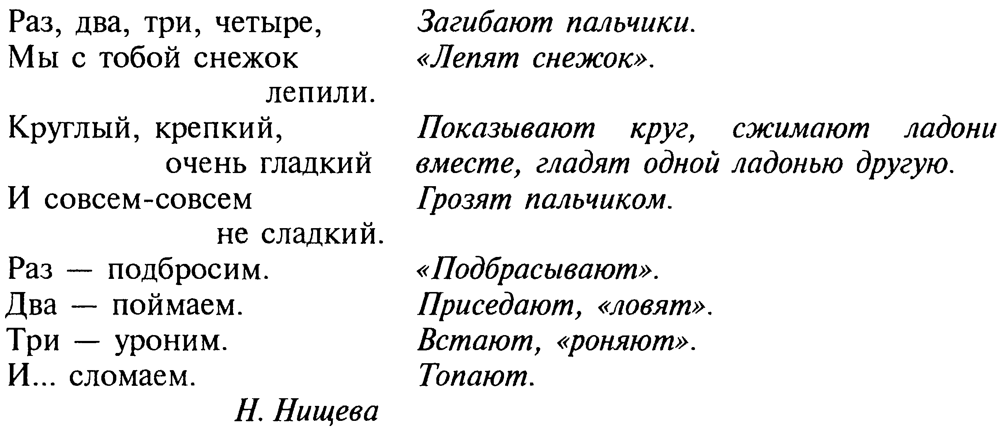 Раз, два, три, четыре, Загибают пальчики.
Мы с тобой снежок «Лепят снежок».
лепили.
Круглый, крепкий, Показывают круг, сжимают ладони
очень гладкий вместе, гладят одной ладонью другую.
И совсем-совсем Грозят пальчиком.
не сладкий.
Раз — подбросим. «Подбрасывают».
Два — поймаем. Приседают, «ловят».
Три — уроним. Встают, «роняют».
И... сломаем. Топают.
Н. Нищева